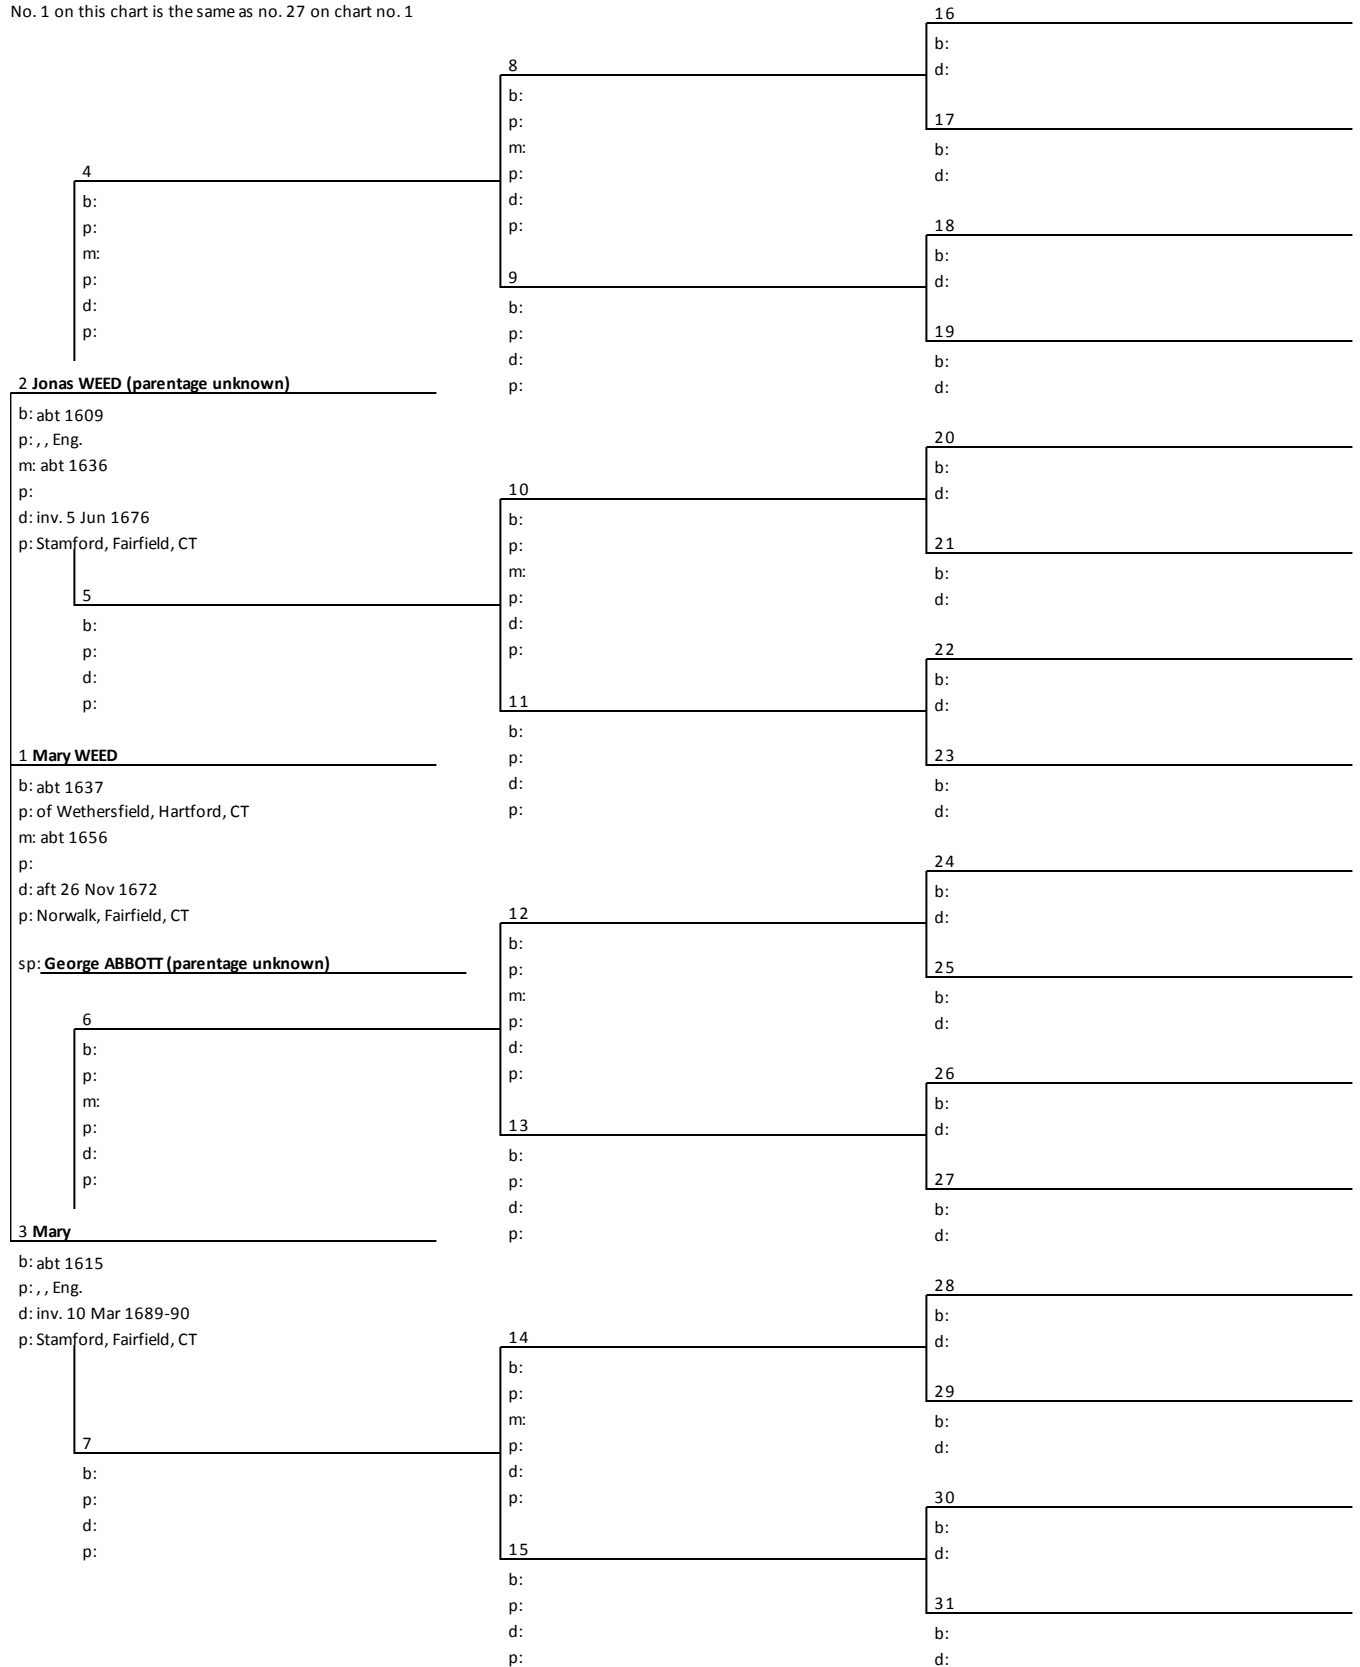 No. 1 on this chart is the same as no. 27 on chart no. 1
4
b:
p:
m:
p:
d:
p:
2 Jonas WEED (parentage unknown)
b: abt 1609
p: , , Eng.
m: abt 1636
p:
d: inv. 5 Jun 1676
p: Stamford, Fairfield, CT
5
b:
p:
d:
p:
1 Mary WEED
b: abt 1637
p: of Wethersfield, Hartford, CT
m: abt 1656
p:
d: aft 26 Nov 1672
p: Norwalk, Fairfield, CT
sp: George ABBOTT (parentage unknown)
6
b:
p:
m:
p:
d:
p:
3 Mary
b: abt 1615
p: , , Eng.
d: inv. 10 Mar 1689-90
p: Stamford, Fairfield, CT
7
b:
p:
d:
p:
8
b:
p:
m:
p:
d:
p:
9
b:
p:
d:
p:
10
b:
p:
m:
p:
d:
p:
11
b:
p:
d:
p:
12
b:
p:
m:
p:
d:
p:
13
b:
p:
d:
p:
14
b:
p:
m:
p:
d:
p:
15
b:
p:
d:
p:
16
b:
d:
17
b:
d:
18
b:
d:
19
b:
d:
20
b:
d:
21
b:
d:
22
b:
d:
23
b:
d:
24
b:
d:
25
b:
d:
26
b:
d:
27
b:
d:
28
b:
d:
29
b:
d:
30
b:
d:
31
b:
d: